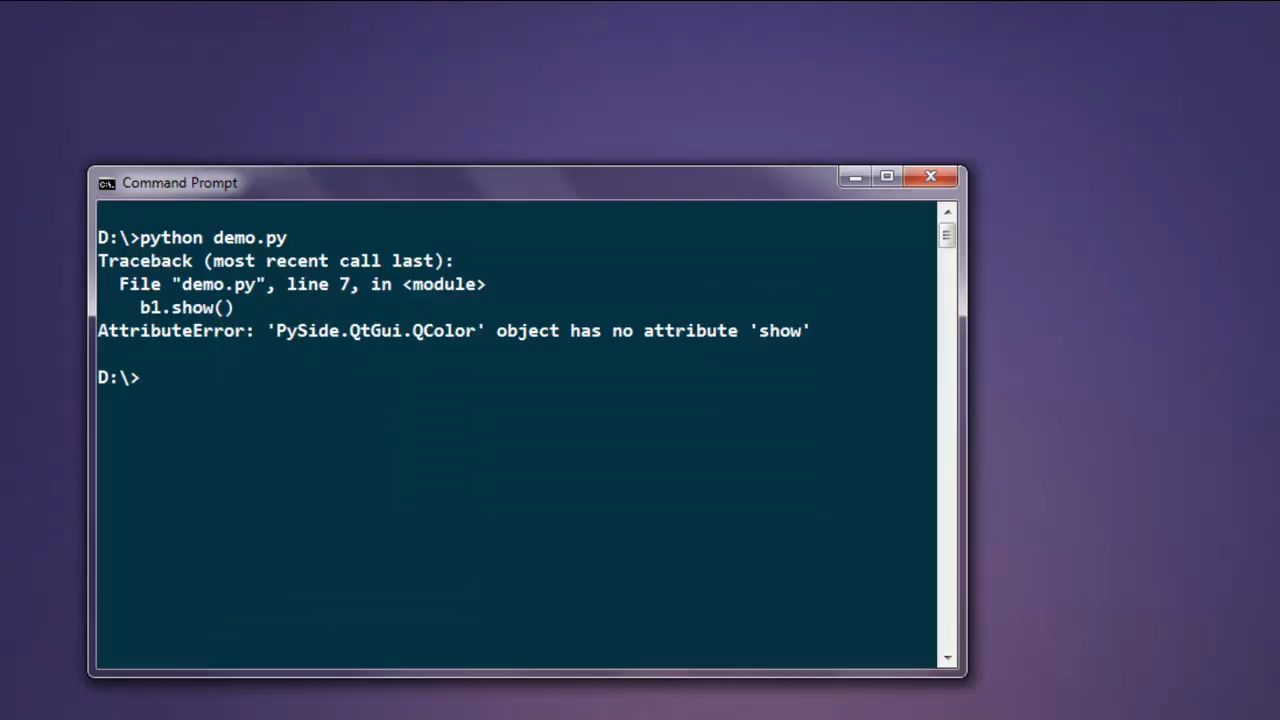 Command Prompt
D:\>python demo.py
Traceback (most recent call last):
  File "demo.py", line 7, in <module>
    b1.show()
AttributeError: 'PySide.QtGui.QColor' object has no attribute 'show'
D:\>